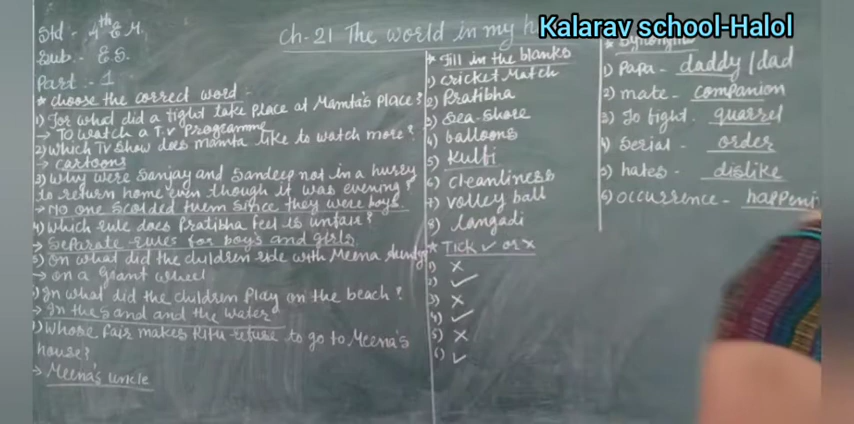 Std - 4th E.M.
Sub. - E.S.
Part - 1
Ch-21 The world in my h
Kalarav school-Halol
* choose the correct word -
1) For what did a fight take place at Mamta's place?
→ To watch a T.V Programme
2) Which TV show does mamta like to watch more?
→ cartoons
3) Why were Sanjay and Sandeep not in a hurry
to return home even though it was evening?
→ No one scolded them since they were boys.
4) Which rule does Pratibha feel is unfair?
→ Separate rules for boys and girls.
5) On what did the children ride with Meena Aunty?
→ on a giant wheel
) In what did the children play on the beach?
→ In the sand and the water
) Whose fair makes Ritu refuse to go to Meena's
house?
→ Meena's uncle
* Fill in the blanks
1) cricket Match
2) Pratibha
3) Sea-shore
4) balloons
5) Kulfi
6) cleanliness
7) volley ball
8) langadi
* Tick ✓ or x
1) x
2) ✓
3) x
4) ✓
5) x
6) ✓
1) Papa - daddy/dad
2) mate - companion
3) To fight - quarrel
4) Serial - order
5) hates - dislike
6) occurrence - happeni